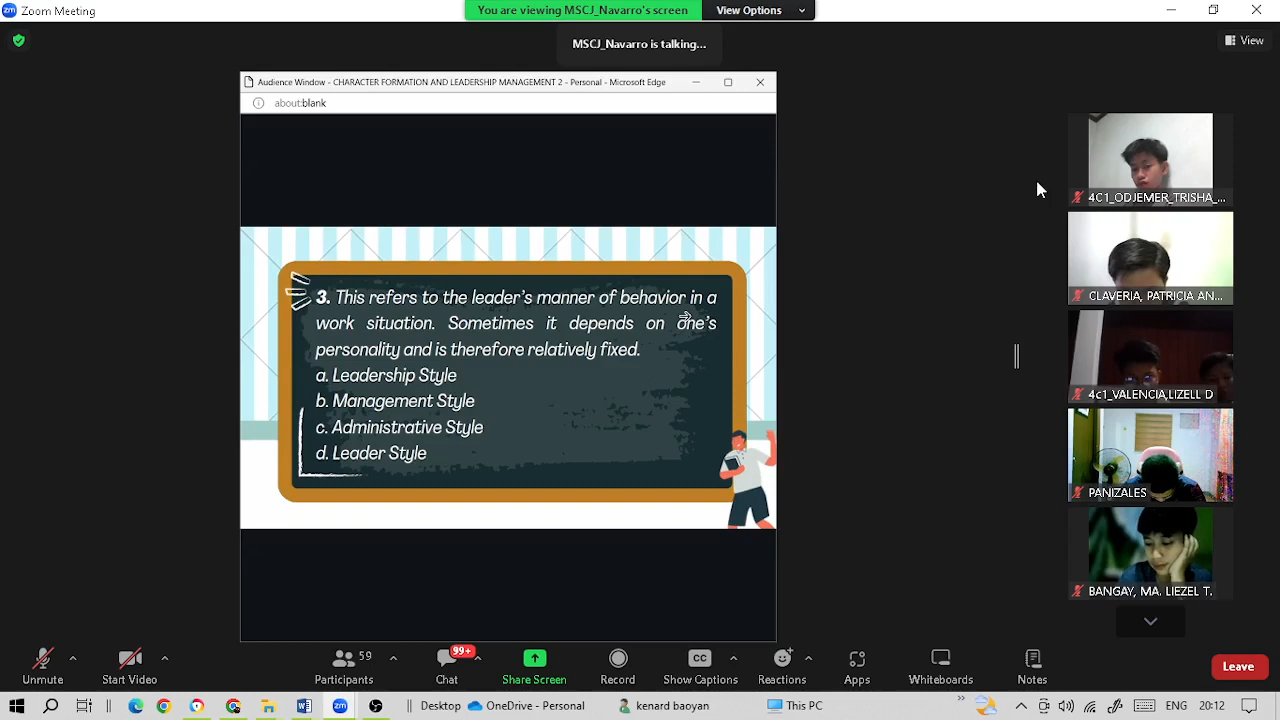 Zoom Meeting
You are viewing MSCJ_Navarro's screen
View Options
MSCJ_Navarro is talking...
View
Audience Window - CHARACTER FORMATION AND LEADERSHIP MANAGEMENT 2 - Personal - Microsoft Edge
about:blank
3. This refers to the leader's manner of behavior in a
work situation. Sometimes it depends on one's
personality and is therefore relatively fixed.
a. Leadership Style
b. Management Style
c. Administrative Style
d. Leader Style
4C1_ODJEMER_TRISHA_...
CLAVERIA, PATRICIA AN...
4c1_VALENCIA,LIZELL D
PANIZALES
BANGAY, MA. LIEZEL T.
Unmute
Start Video
59
Participants
99+
Chat
Share Screen
Record
CC
Show Captions
Reactions
Apps
Whiteboards
Notes
Leave
Desktop
OneDrive - Personal
kenard baoyan
This PC
ENG
20:12